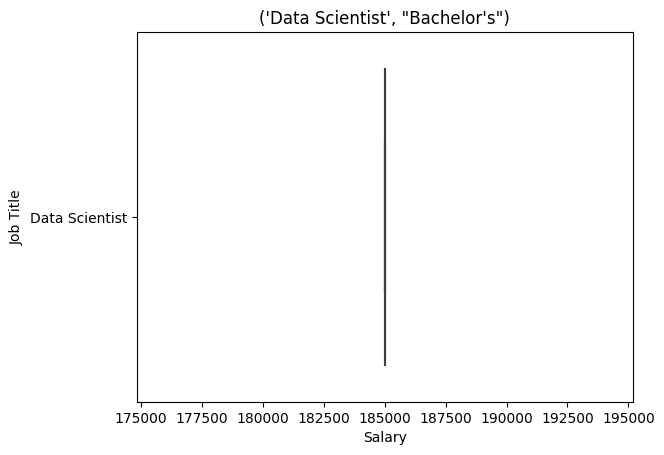 ('Data Scientist', "Bachelor's")
Job Title
Data Scientist
175000 177500 180000 182500 185000 187500 190000 192500 195000
Salary